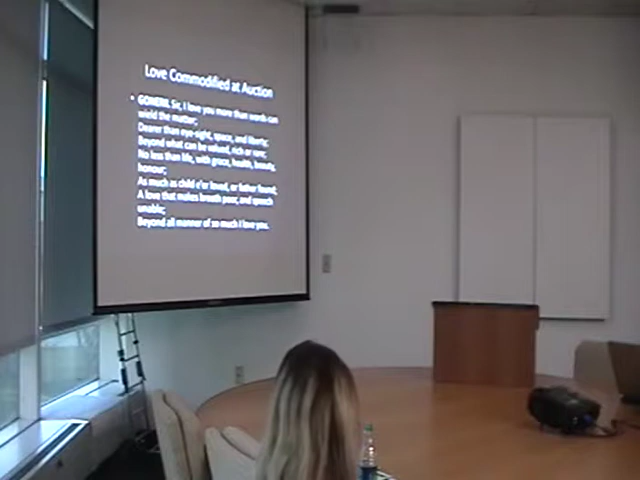 Love Commodified at Auction
• GONERIL Sir, I love you more than words can
wield the matter;
Dearer than eye-sight, space, and liberty;
Beyond what can be valued, rich or rare;
No less than life, with grace, health, beauty,
honour;
As much as child e'er loved, or father found;
A love that makes breath poor, and speech
unable;
Beyond all manner of so much I love you.